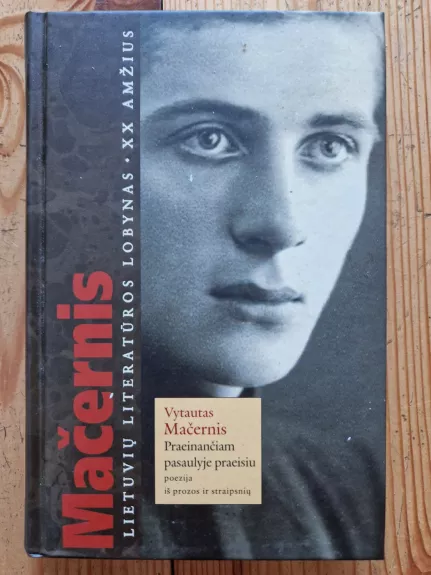 Mačernis
LIETUVIŲ LITERATŪROS LOBYNAS • XX AMŽIUS
Vytautas
Mačernis
Praeinančiam
pasaulyje praeisiu
poezija
iš prozos ir straipsnių